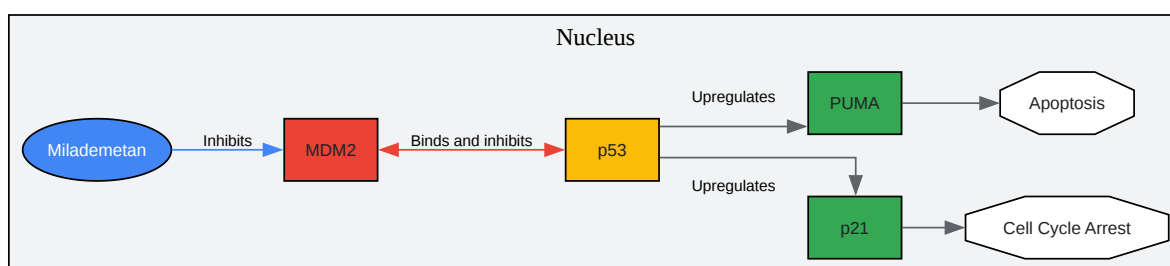 Nucleus
Upregulates
PUMA
Apoptosis
Milademetan
Inhibits
MDM2
Binds and inhibits
p53
Upregulates
p21
Cell Cycle Arrest